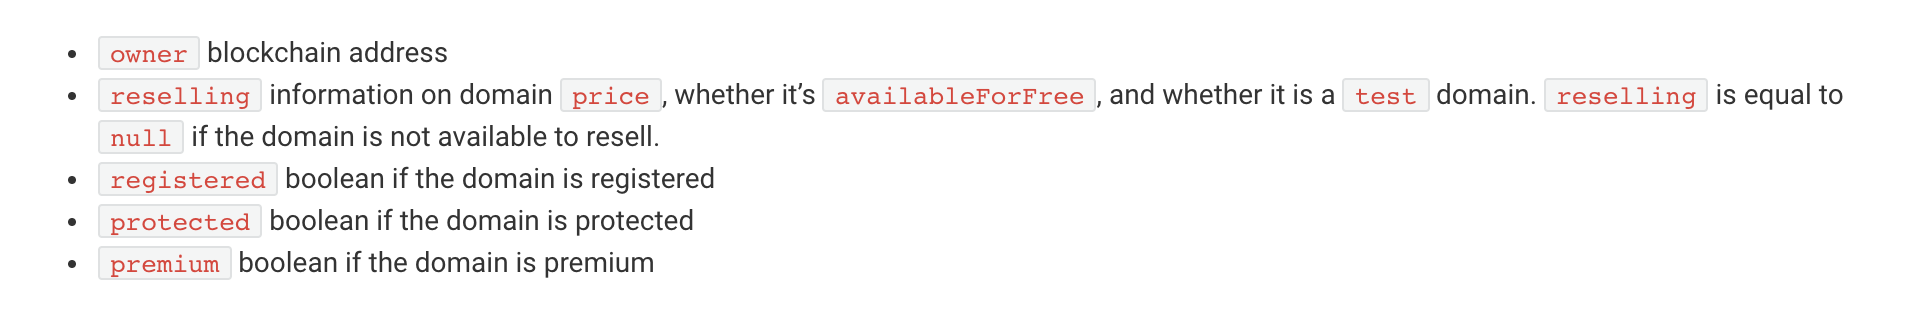 • owner blockchain address
• reselling information on domain price, whether it’s availableForFree, and whether it is a test domain. reselling is equal to
null if the domain is not available to resell.
• registered boolean if the domain is registered
• protected boolean if the domain is protected
• premium boolean if the domain is premium